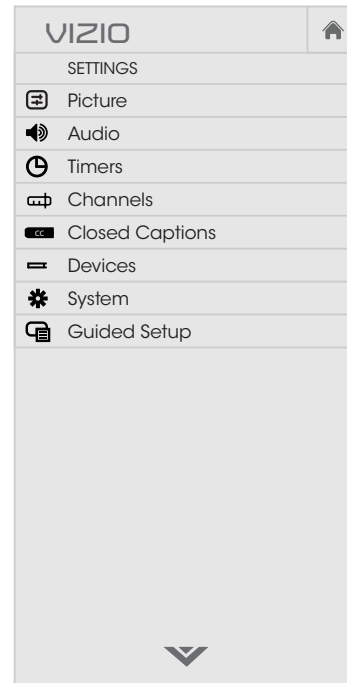 VIZIO
SETTINGS
Picture
Audio
Timers
Channels
CC Closed Captions
Devices
System
Guided Setup